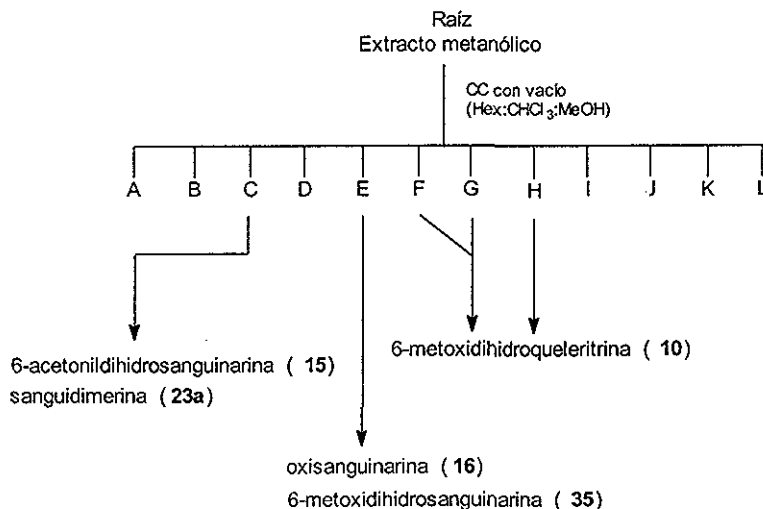 Raíz
Extracto metanólico
CC con vacío
(Hex:CHCl3:MeOH)
A B C D E F G H I J K L
6-acetonildihidrosanguinarina ( 15)
sanguidimerina (23a)
6-metoxidihidroqueleritrina ( 10)
oxisanguinarina (16)
6-metoxidihidrosanguinarina ( 35)